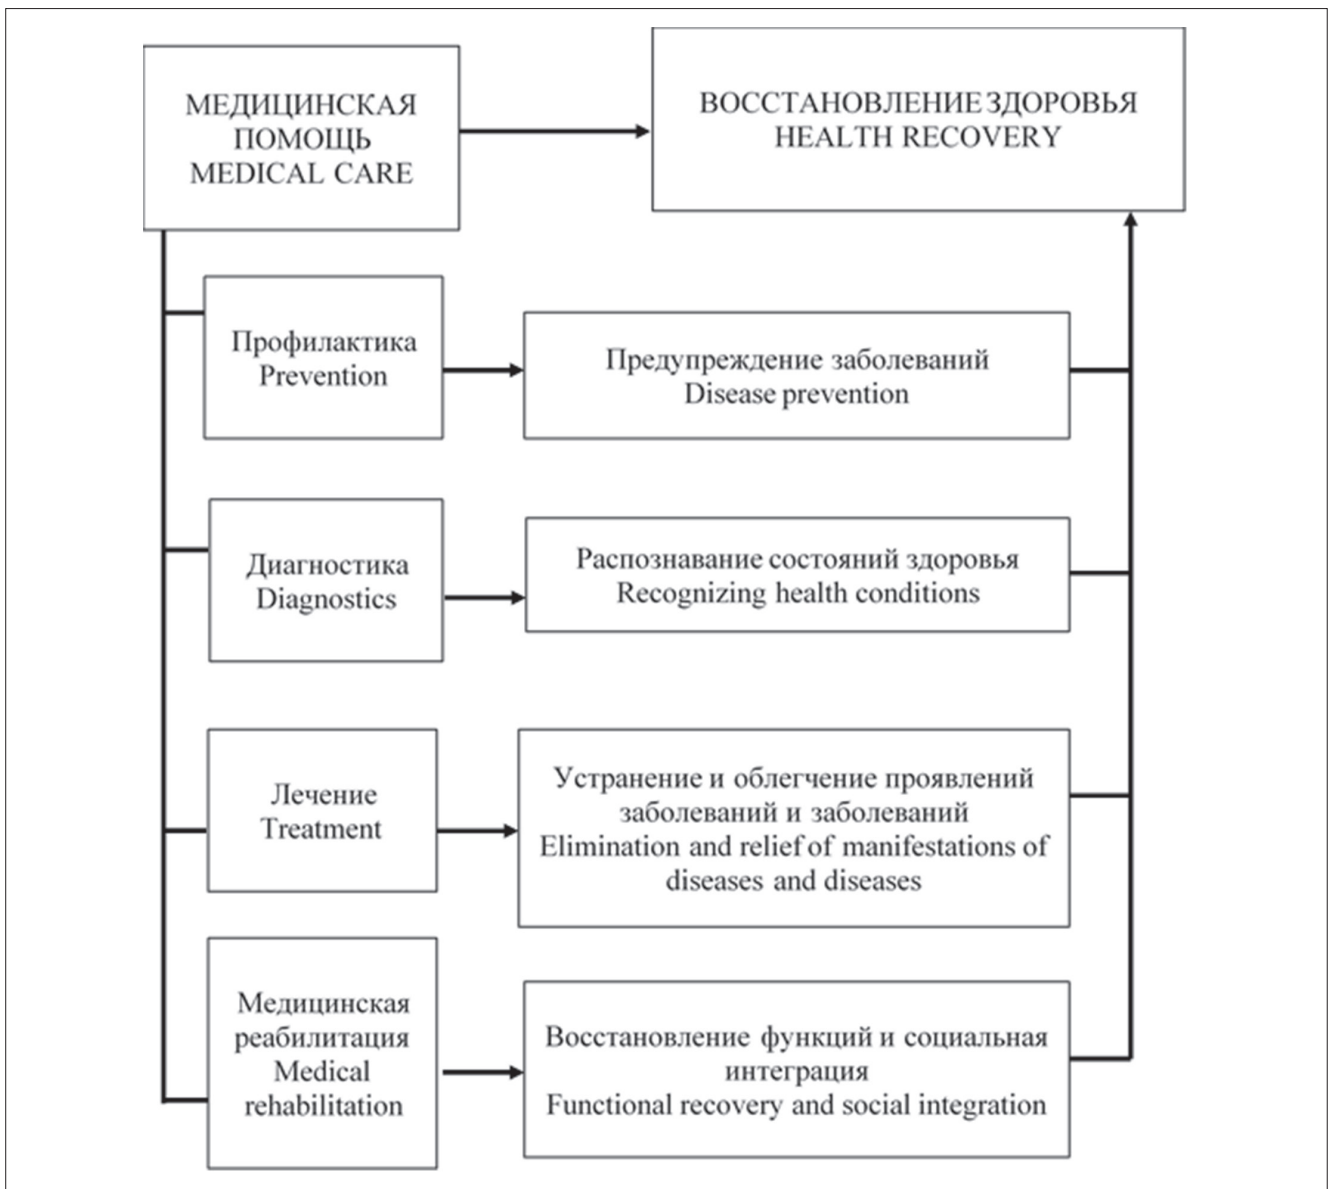 МЕДИЦИНСКАЯ
ПОМОЩЬ
MEDICAL CARE
ВОССТАНОВЛЕНИЕ ЗДОРОВЬЯ
HEALTH RECOVERY
Профилактика
Prevention
Предупреждение заболеваний
Disease prevention
Диагностика
Diagnostics
Распознавание состояний здоровья
Recognizing health conditions
Лечение
Treatment
Устранение и облегчение проявлений
заболеваний и заболеваний
Elimination and relief of manifestations of
diseases and diseases
Медицинская
реабилитация
Medical
rehabilitation
Восстановление функций и социальная
интеграция
Functional recovery and social integration